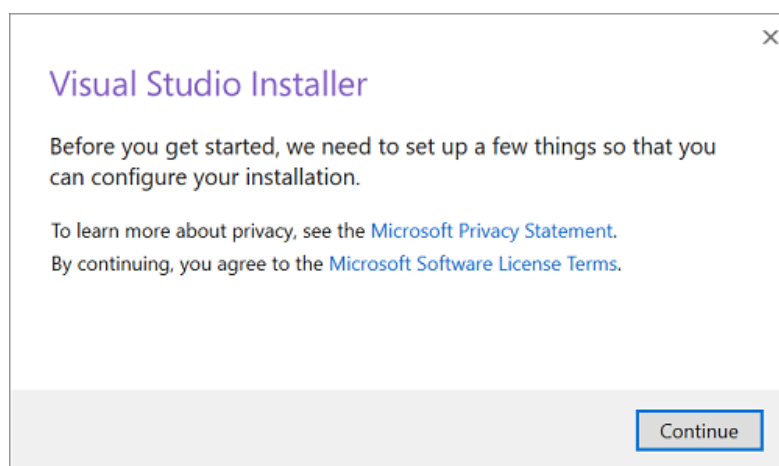 Visual Studio Installer
Before you get started, we need to set up a few things so that you
can configure your installation.
To learn more about privacy, see the Microsoft Privacy Statement.
By continuing, you agree to the Microsoft Software License Terms.
Continue